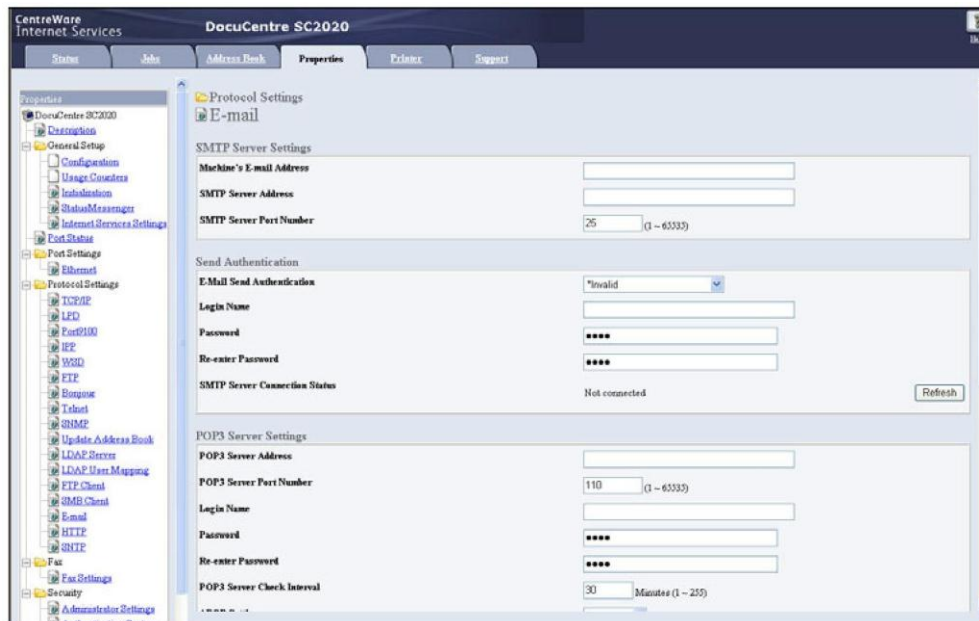 CentreWare
Internet Services
DocuCentre SC2020
Status
Jobs
Address Book
Properties
Printer
Support
Properties
DocuCentre SC2020
Description
General Setup
Configuration
Usage Counters
Initialization
StatusMessenger
Internet Services Settings
Port Status
Port Settings
Ethernet
Protocol Settings
TCP/IP
LPD
Port9100
IPP
WSD
FTP
Bonjour
Telnet
SNMP
Update Address Book
LDAP Server
LDAP User Mapping
FTP Client
SMB Client
E-mail
HTTP
SNTP
Fax
Fax Settings
Security
Administrator Settings
Protocol Settings
E-mail
SMTP Server Settings
Machine's E-mail Address
SMTP Server Address
SMTP Server Port Number 25 (1 ~ 65535)
Send Authentication
E-Mail Send Authentication *Invalid
Login Name
Password ••••
Re-enter Password ••••
SMTP Server Connection Status Not connected Refresh
POP3 Server Settings
POP3 Server Address
POP3 Server Port Number 110 (1 ~ 65535)
Login Name
Password ••••
Re-enter Password ••••
POP3 Server Check Interval 30 Minutes (1 ~ 255)